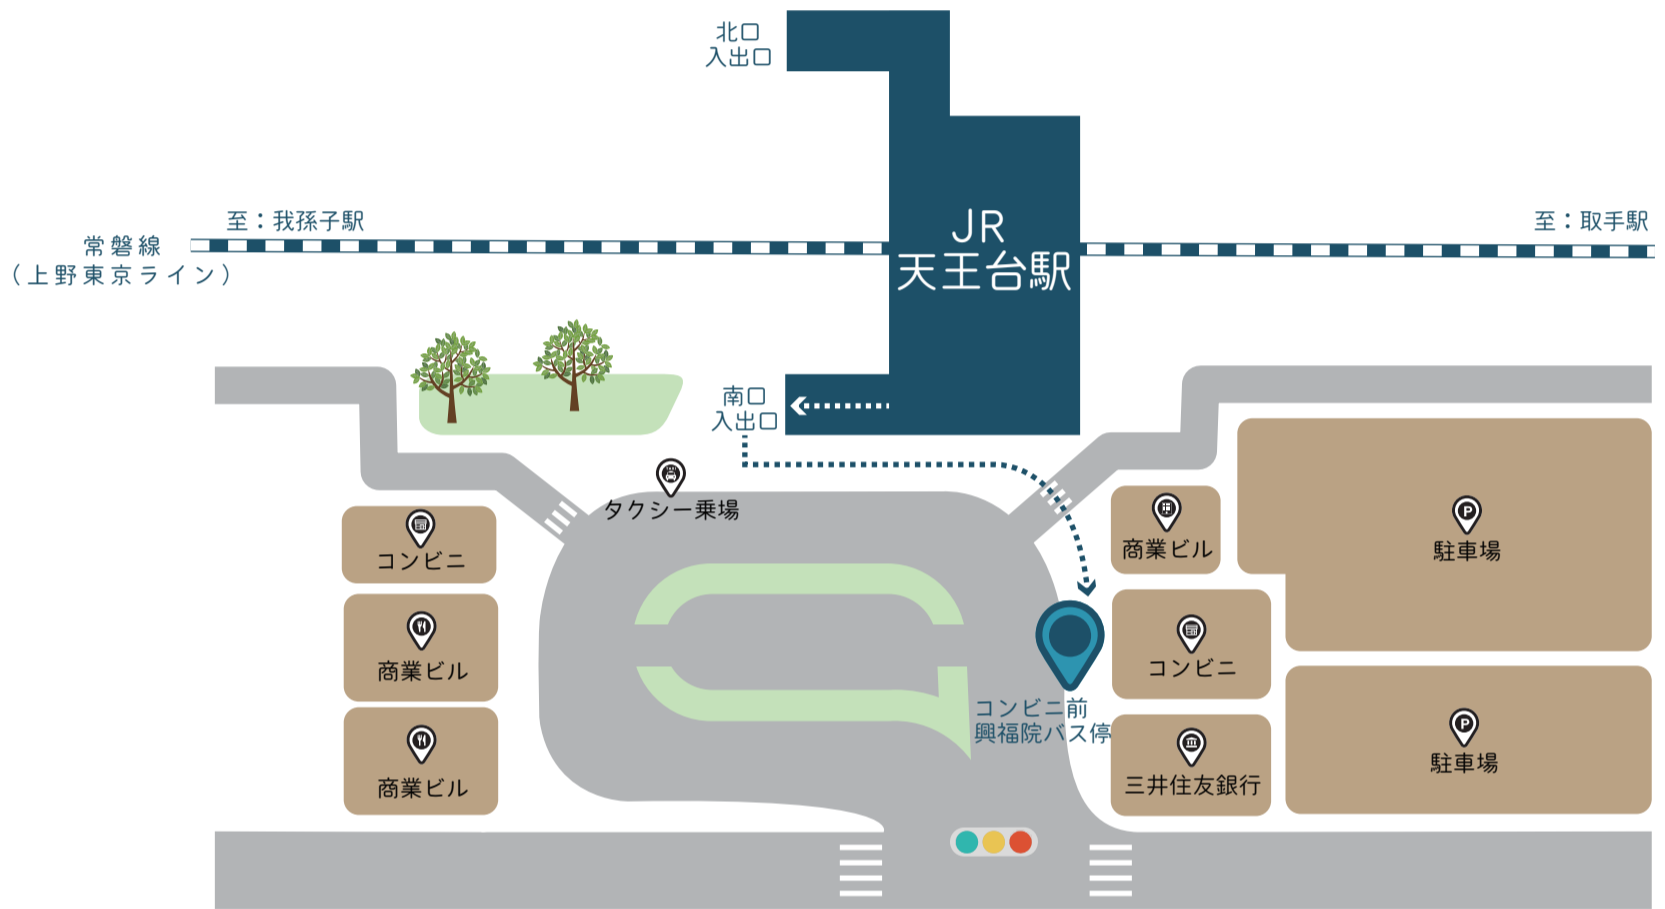 北口
入出口
至：我孫子駅
至：取手駅
常磐線
（上野東京ライン）
JR
天王台駅
南口
入出口
タクシー乗場
コンビニ
商業ビル
駐車場
商業ビル
コンビニ
コンビニ前
興福院バス停
商業ビル
三井住友銀行
P
駐車場
P